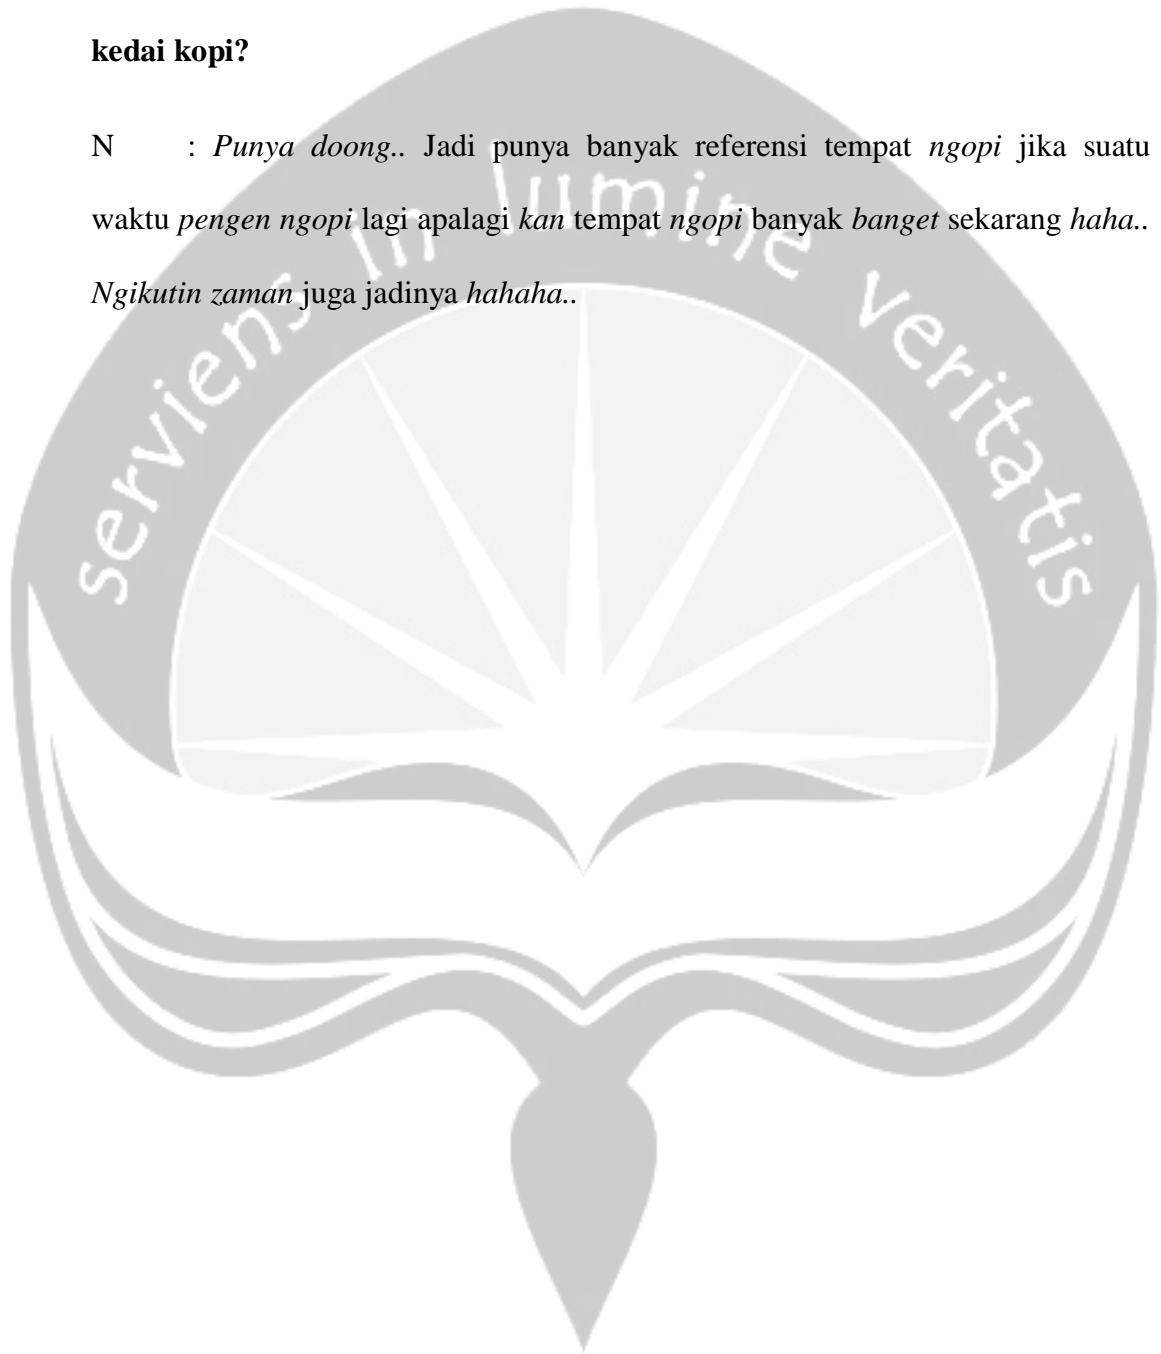 kedai kopi?
N : Punya doong.. Jadi punya banyak referensi tempat ngopi jika suatu
waktu pengen ngopi lagi apalagi kan tempat ngopi banyak banget sekarang haha..
Ngikutin zaman juga jadinya hahaha..
serviens in lumine veritatis